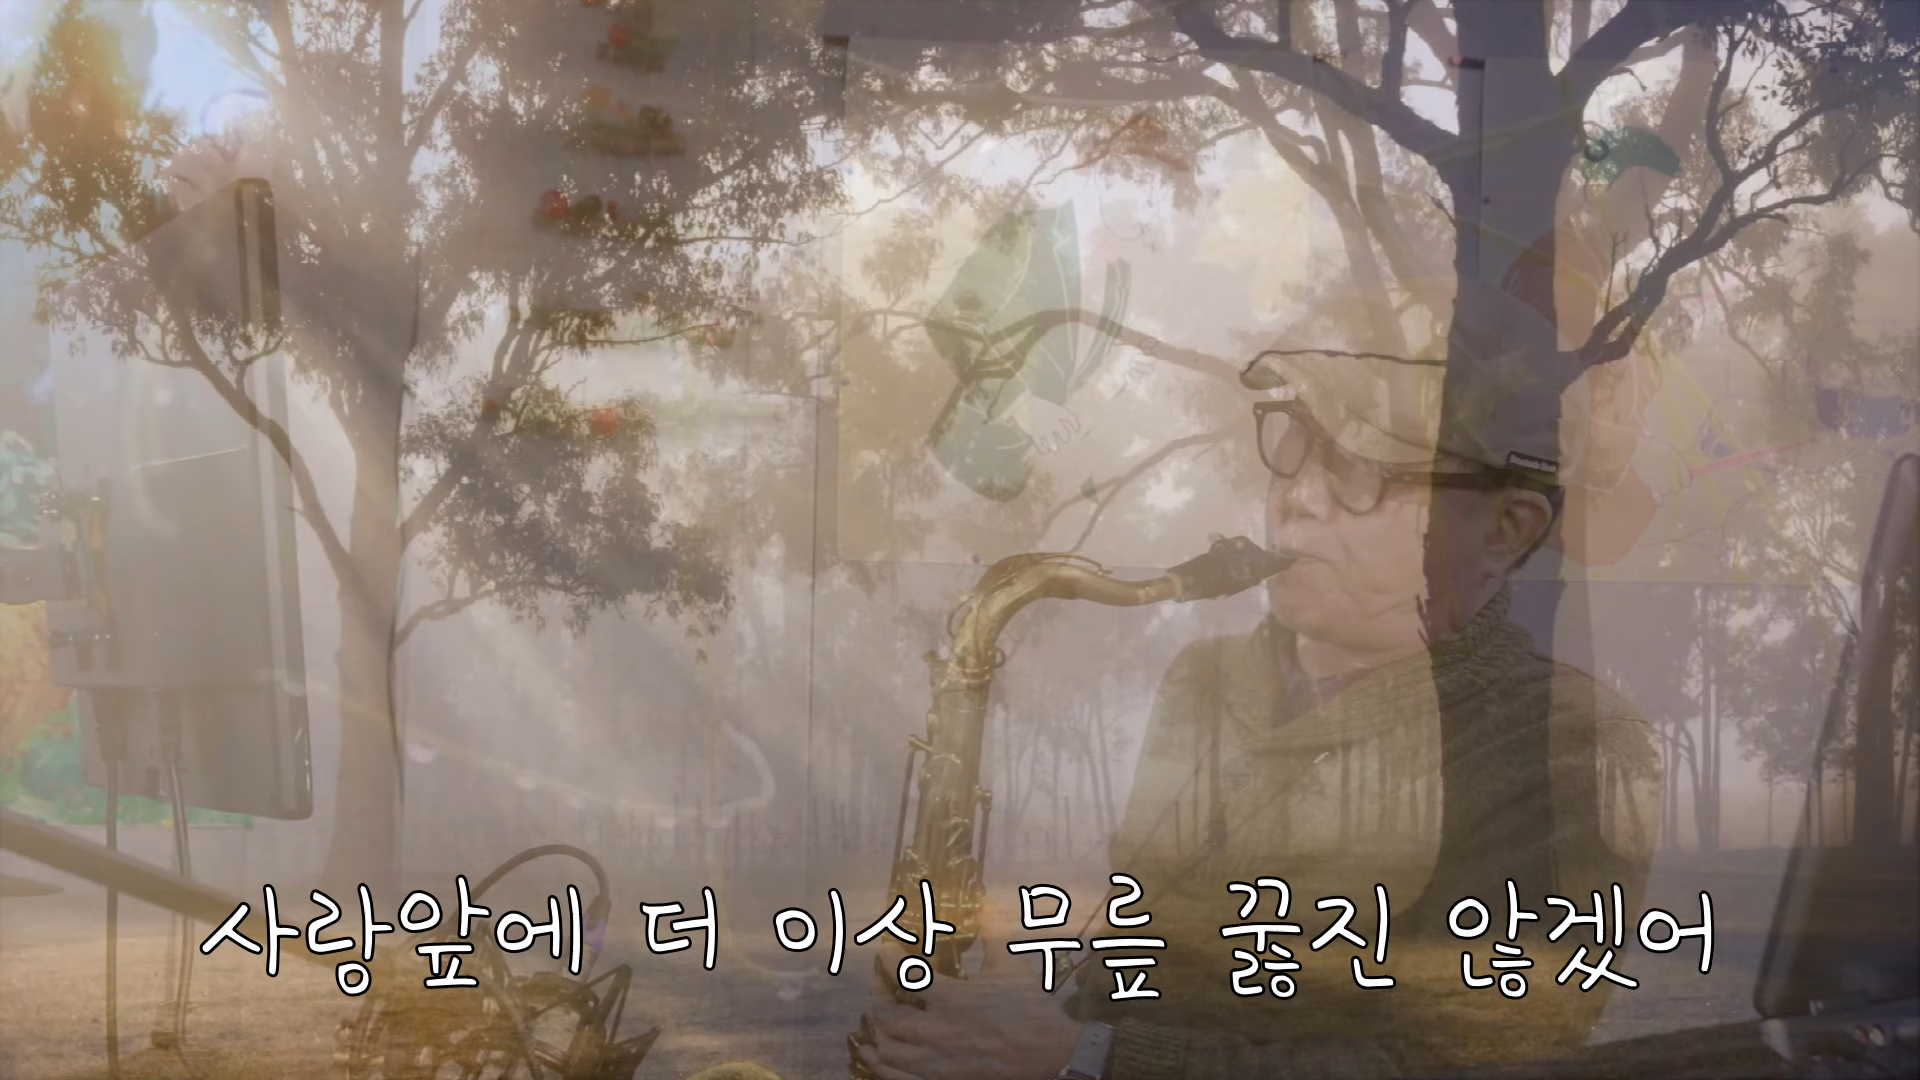 사랑앞에 더 이상 무릎 꿇진 않겠어